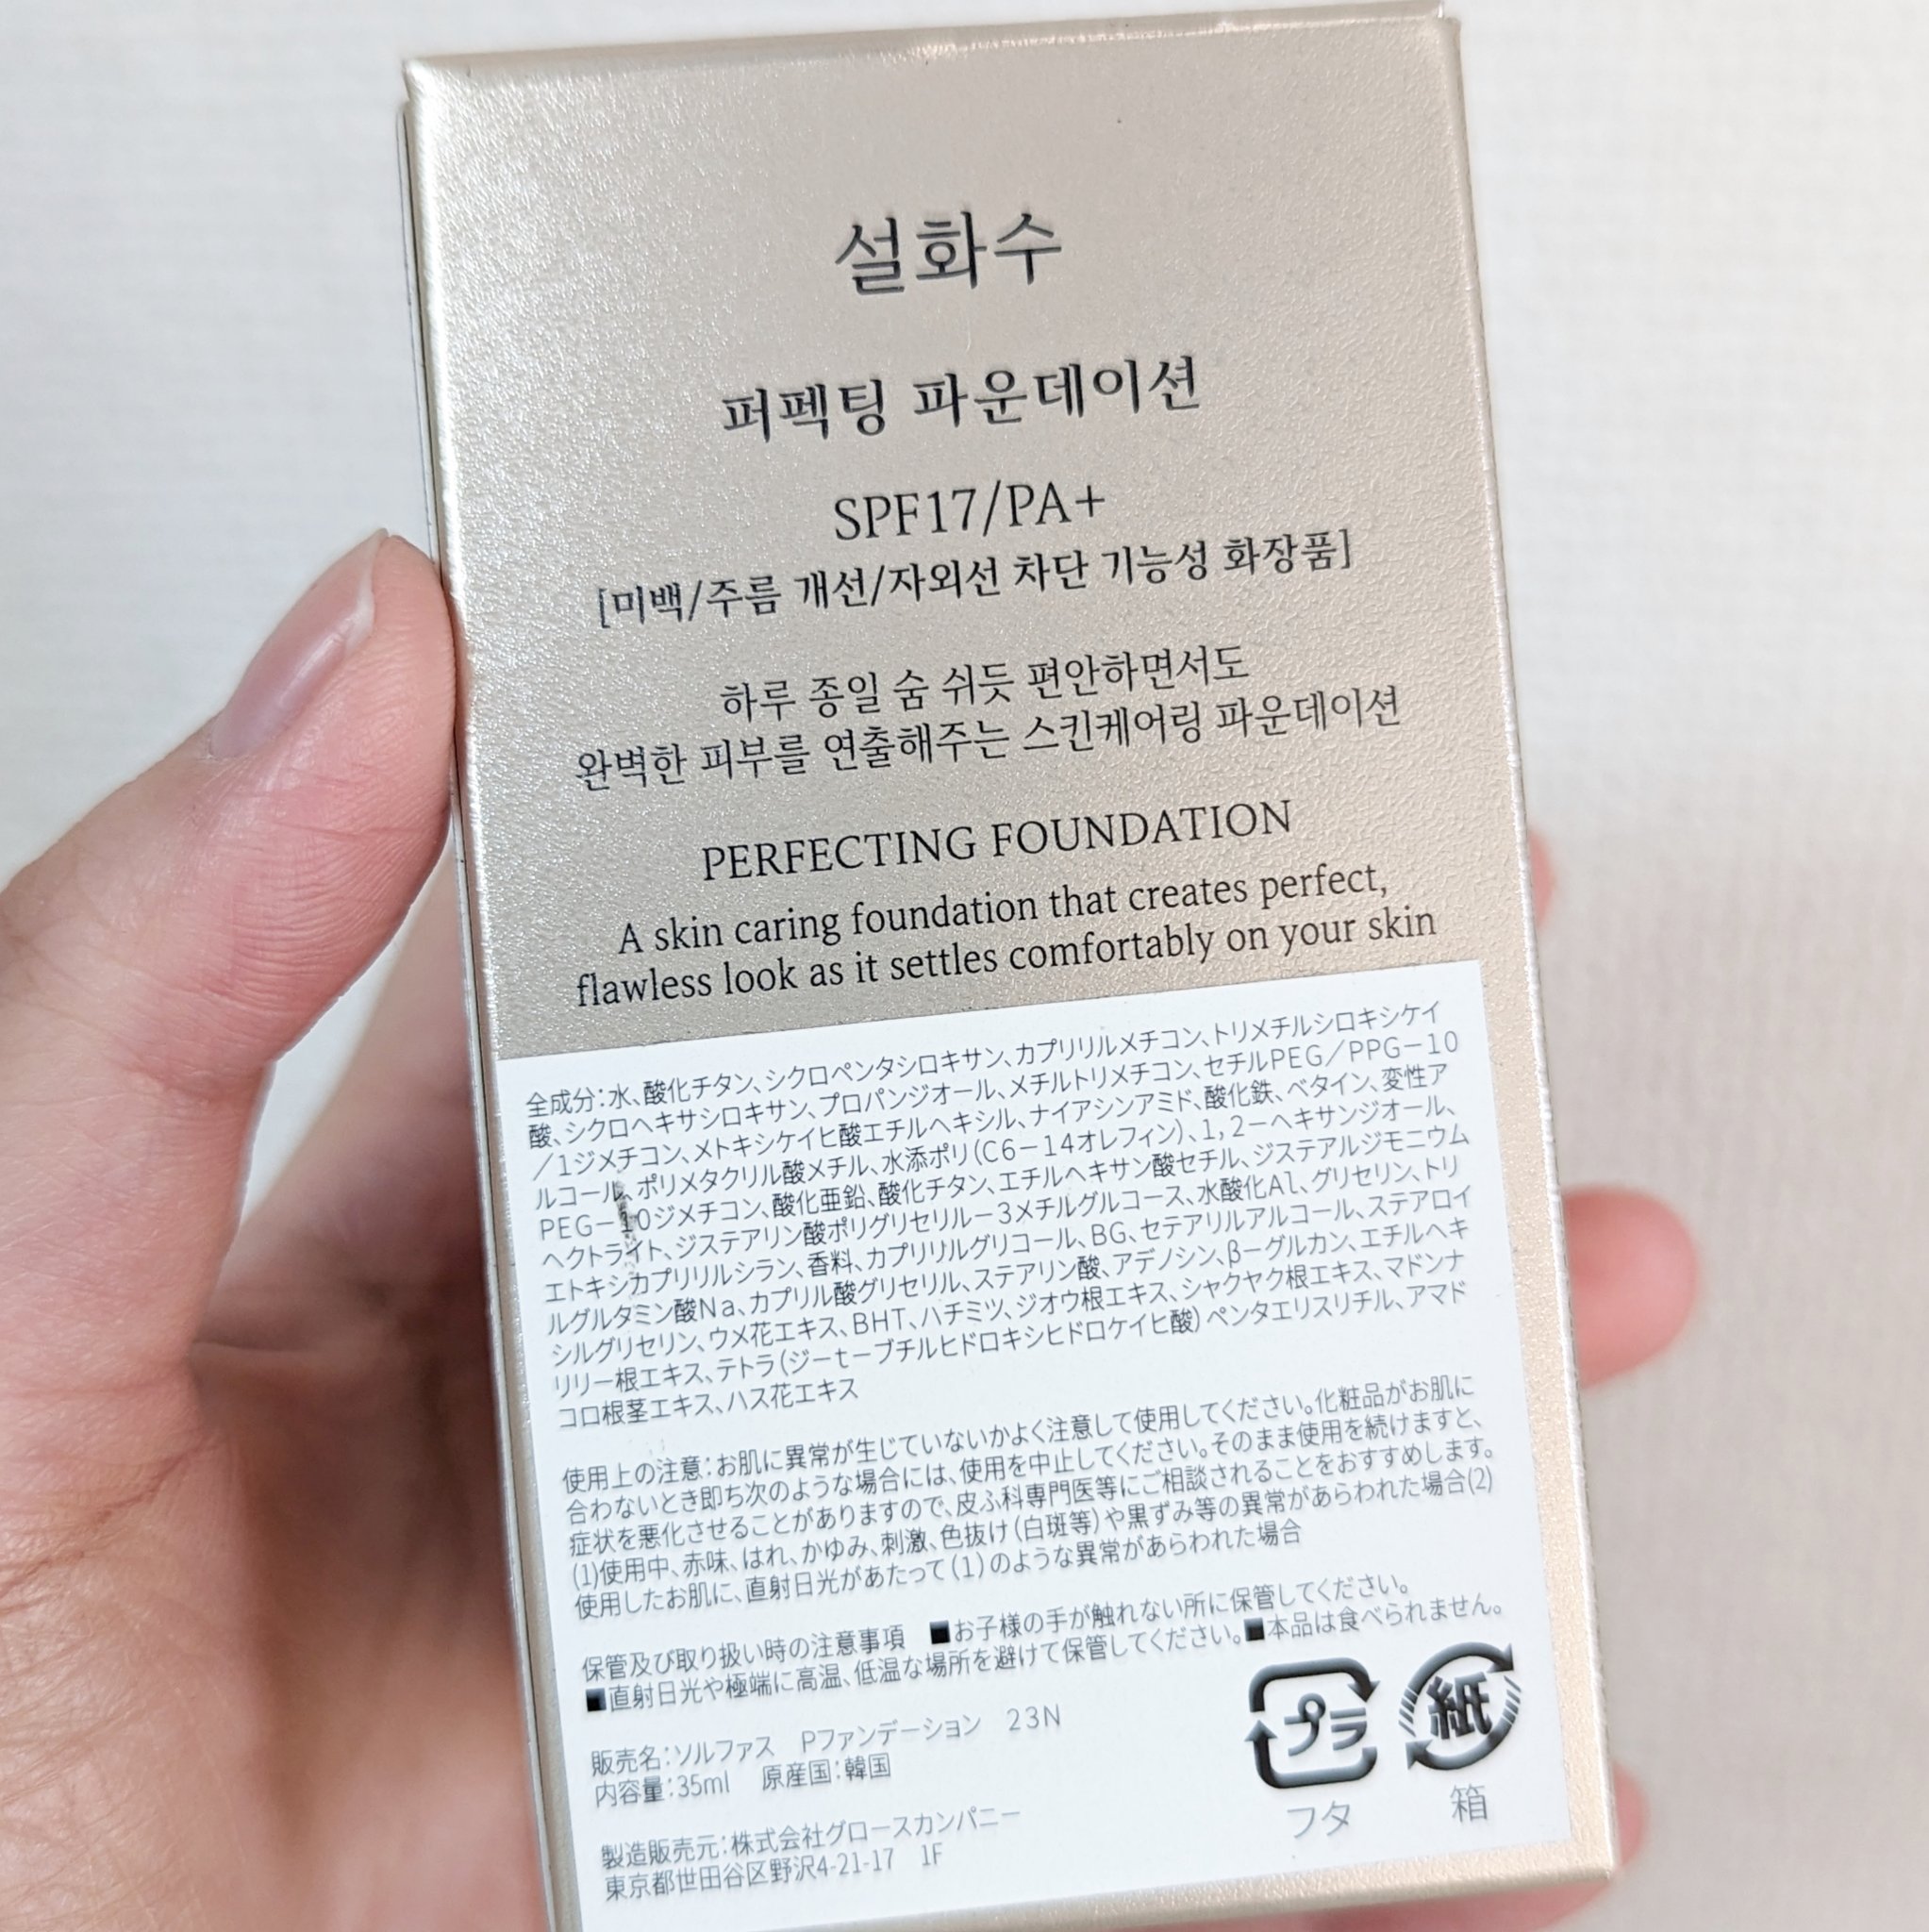 설화수
퍼펙팅 파운데이션
SPF17/PA+
[미백/주름 개선/자외선 차단 기능성 화장품]
하루 종일 숨 쉬듯 편안하면서도
완벽한 피부를 연출해주는 스킨케어링 파운데이션
PERFECTING FOUNDATION
A skin caring foundation that creates perfect,
flawless look as it settles comfortably on your skin
全成分：水、酸化チタン、シクロペンタシロキサン、カプリリルメチコン、トリメチルシロキシケイ
酸、シクロヘキサシロキサン、プロパンジオール、メチルトリメチコン、セチルPEG／PPG－10
／1ジメチコン、メトキシケイヒ酸エチルヘキシル、ナイアシンアミド、酸化鉄、ベタイン、変性ア
ルコール、ポリメタクリル酸メチル、水添ポリ（C6－14オレフィン）、1，2－ヘキサンジオール、
PEG－10ジメチコン、酸化亜鉛、酸化チタン、エチルヘキサン酸セチル、ジステアルジモニウム
ヘクトライト、ジステアリン酸ポリグリセリル－3メチルグルコース、水酸化Al、グリセリン、トリ
エトキシカプリリルシラン、香料、カプリリルグリコール、BG、セテアリルアルコール、ステアロイ
ルグルタミン酸Na、カプリル酸グリセリル、ステアリン酸、アデノシン、β－グルカン、エチルヘキ
シルグリセリン、ウメ花エキス、BHT、ハチミツ、ジオウ根エキス、シャクヤク根エキス、マドンナ
リリー根エキス、テトラ（ジ－t－ブチルヒドロキシヒドロケイヒ酸）ペンタエリスリチル、アマド
コロ根茎エキス、ハス花エキス
使用上の注意：お肌に異常が生じていないかよく注意して使用してください。化粧品がお肌に
合わないとき即ち次のような場合には、使用を中止してください。そのまま使用を続けますと、
症状を悪化させることがありますので、皮ふ科専門医等にご相談されることをおすすめします。
(1)使用中、赤味、はれ、かゆみ、刺激、色抜け（白斑等）や黒ずみ等の異常があらわれた場合(2)
使用したお肌に、直射日光があたって（1）のような異常があらわれた場合
保管及び取り扱い時の注意事項　■お子様の手が触れない所に保管してください。
■直射日光や極端に高温、低温な場所を避けて保管してください。■本品は食べられません。
販売名：ソルファス　Pファンデーション　23N
内容量：35ml　原産国：韓国
製造販売元：株式会社グロースカンパニー
東京都世田谷区野沢4-21-17　1F
プラ
フタ
紙
箱